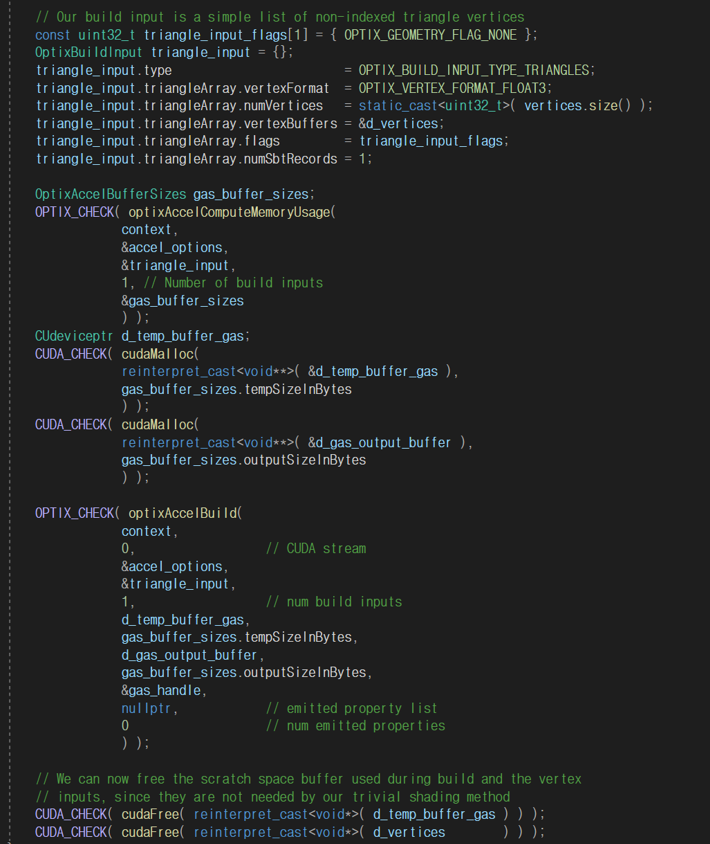 // Our build input is a simple list of non-indexed triangle vertices
const uint32_t triangle_input_flags[1] = { OPTIX_GEOMETRY_FLAG_NONE };
OptixBuildInput triangle_input = {};
triangle_input.type                        = OPTIX_BUILD_INPUT_TYPE_TRIANGLES;
triangle_input.triangleArray.vertexFormat  = OPTIX_VERTEX_FORMAT_FLOAT3;
triangle_input.triangleArray.numVertices   = static_cast<uint32_t>( vertices.size() );
triangle_input.triangleArray.vertexBuffers = &d_vertices;
triangle_input.triangleArray.flags         = triangle_input_flags;
triangle_input.triangleArray.numSbtRecords = 1;

OptixAccelBufferSizes gas_buffer_sizes;
OPTIX_CHECK( optixAccelComputeMemoryUsage(
            context,
            &accel_options,
            &triangle_input,
            1, // Number of build inputs
            &gas_buffer_sizes
            ) );
CUdeviceptr d_temp_buffer_gas;
CUDA_CHECK( cudaMalloc(
            reinterpret_cast<void**>( &d_temp_buffer_gas ),
            gas_buffer_sizes.tempSizeInBytes
            ) );
CUDA_CHECK( cudaMalloc(
            reinterpret_cast<void**>( &d_gas_output_buffer ),
            gas_buffer_sizes.outputSizeInBytes
            ) );

OPTIX_CHECK( optixAccelBuild(
            context,
            0,                  // CUDA stream
            &accel_options,
            &triangle_input,
            1,                  // num build inputs
            d_temp_buffer_gas,
            gas_buffer_sizes.tempSizeInBytes,
            d_gas_output_buffer,
            gas_buffer_sizes.outputSizeInBytes,
            &gas_handle,
            nullptr,            // emitted property list
            0                   // num emitted properties
            ) );

// We can now free the scratch space buffer used during build and the vertex
// inputs, since they are not needed by our trivial shading method
CUDA_CHECK( cudaFree( reinterpret_cast<void*>( d_temp_buffer_gas ) ) );
CUDA_CHECK( cudaFree( reinterpret_cast<void*>( d_vertices        ) ) );